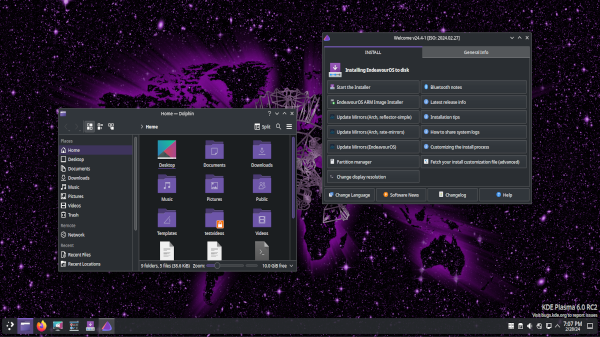 Welcome v24.4-1 (ISO: 2024.02.27)
INSTALL
General Info
Installing EndeavourOS to disk
Start the Installer
Bluetooth notes
EndeavourOS ARM Image Installer
Latest release info
Update Mirrors (Arch, reflector-simple)
Installation tips
Update Mirrors (Arch, rate-mirrors)
How to share system logs
Update Mirrors (EndeavourOS)
Customizing the install process
Partition manager
Fetch your install customization file (advanced)
Change display resolution
Change Language
Software News
Changelog
Help
Home — Dolphin
Split
Home
Places
Home
Desktop
Documents
Downloads
Music
Pictures
Videos
Trash
Remote
Network
Recent
Recent Files
Recent Locations
Desktop
Documents
Downloads
Music
Pictures
Public
Templates
Videos
9 folders, 5 files (38.6 KiB)
Zoom:
10.0 GiB free
KDE Plasma 6.0 RC2
Visit bugs.kde.org to report issues
7:07 PM
2/28/24